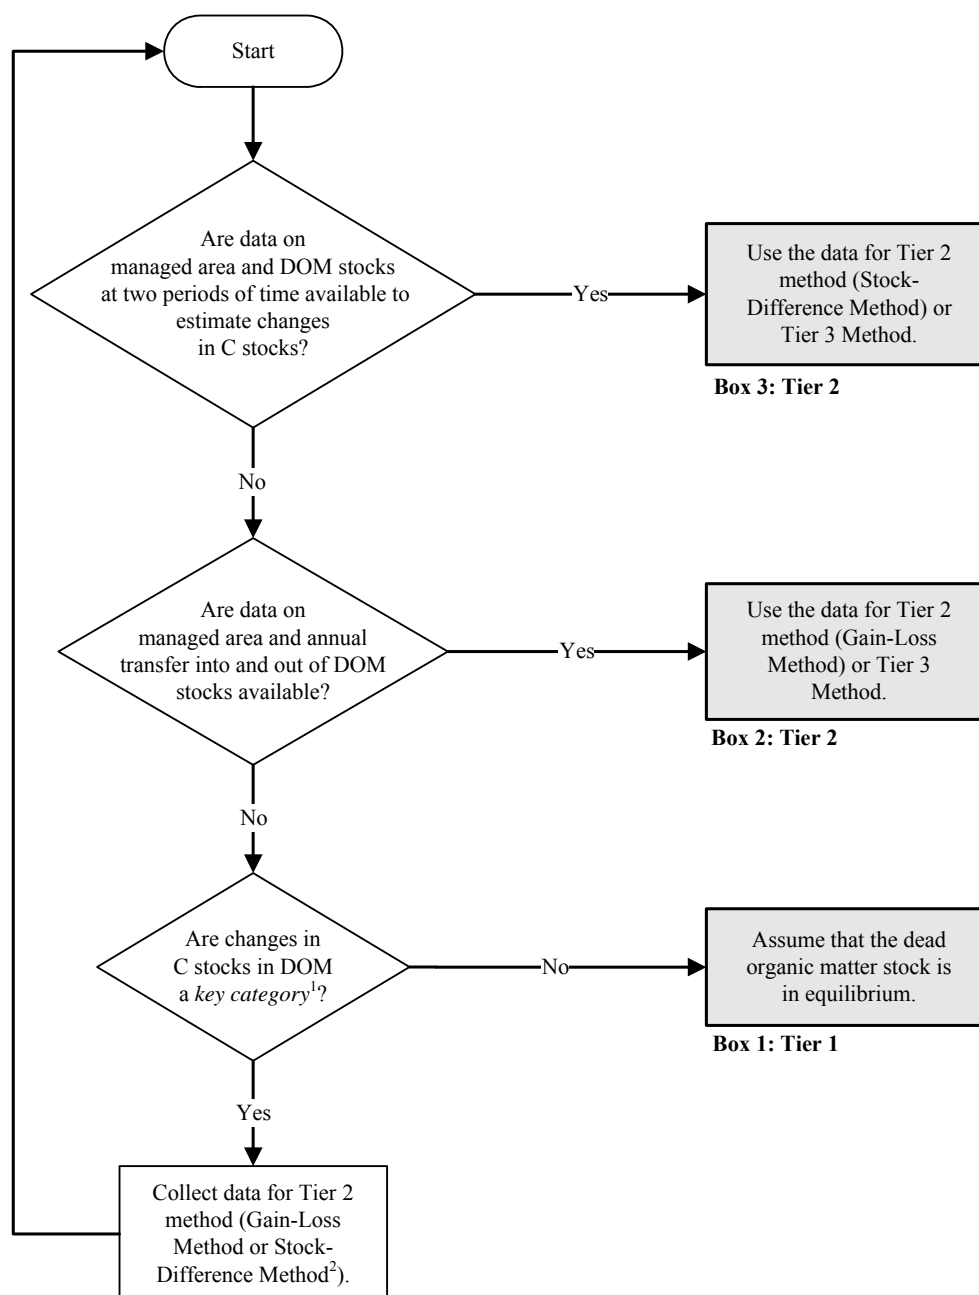 Start
Are data on
managed area and DOM stocks
at two periods of time available to
estimate changes
in C stocks?
Yes
Use the data for Tier 2
method (Stock-
Difference Method) or
Tier 3 Method.
Box 3: Tier 2
No
Are data on
managed area and annual
transfer into and out of DOM
stocks available?
Yes
Use the data for Tier 2
method (Gain-Loss
Method) or Tier 3
Method.
Box 2: Tier 2
No
Are changes in
C stocks in DOM
a key category¹?
No
Assume that the dead
organic matter stock is
in equilibrium.
Box 1: Tier 1
Yes
Collect data for Tier 2
method (Gain-Loss
Method or Stock-
Difference Method²).